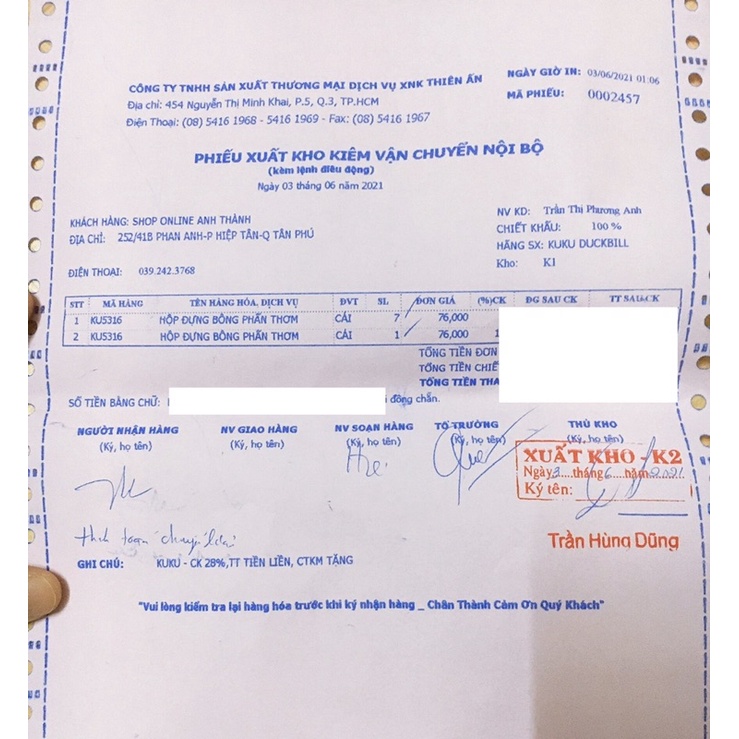 CÔNG TY TNHH SẢN XUẤT THƯƠNG MẠI DỊCH VỤ XNK THIÊN ẤN
Địa chỉ: 454 Nguyễn Thị Minh Khai, P.5, Q.3, TP.HCM
Điện Thoại: (08) 5416 1968 - 5416 1969 - Fax: (08) 5416 1967
NGÀY GIỜ IN: 03/06/2021 01:06
MÃ PHIẾU: 0002457
PHIẾU XUẤT KHO KIÊM VẬN CHUYỂN NỘI BỘ
(kèm lệnh điều động)
Ngày 03 tháng 06 năm 2021
KHÁCH HÀNG: SHOP ONLINE ANH THÀNH
ĐỊA CHỈ: 252/41B PHAN ANH-P HIỆP TÂN-Q TÂN PHÚ
ĐIỆN THOẠI: 039.242.3768
NV KD: Trần Thị Phương Anh
CHIẾT KHẤU: 100 %
HÃNG SX: KUKU DUCKBILL
Kho: K1
STT MÃ HÀNG TÊN HÀNG HÓA, DỊCH VỤ ĐVT SL ĐƠN GIÁ (%)CK ĐG SAU CK TT SAU CK
1 KU5316 HỘP ĐỰNG BÔNG PHẤN THƠM CÁI 7 76,000
2 KU5316 HỘP ĐỰNG BÔNG PHẤN THƠM CÁI 1 76,000 1
TỔNG TIỀN ĐƠN
TỔNG TIỀN CHIẾ
TỔNG TIỀN THA
SỐ TIỀN BẰNG CHỮ: đồng chẵn.
NGƯỜI NHẬN HÀNG NV GIAO HÀNG NV SOẠN HÀNG TỔ TRƯỞNG THỦ KHO
(Ký, họ tên) (Ký, họ tên) (Ký, họ tên) (Ký, họ tên) (Ký, họ tên)
XUẤT KHO - K2
Ngày 3 tháng 6 năm 2021
Ký tên:
Trần Hùng Dũng
GHI CHÚ: KUKU - CK 28%,TT TIỀN LIỀN, CTKM TẶNG
"Vui lòng kiểm tra lại hàng hóa trước khi ký nhận hàng _ Chân Thành Cảm Ơn Quý Khách"